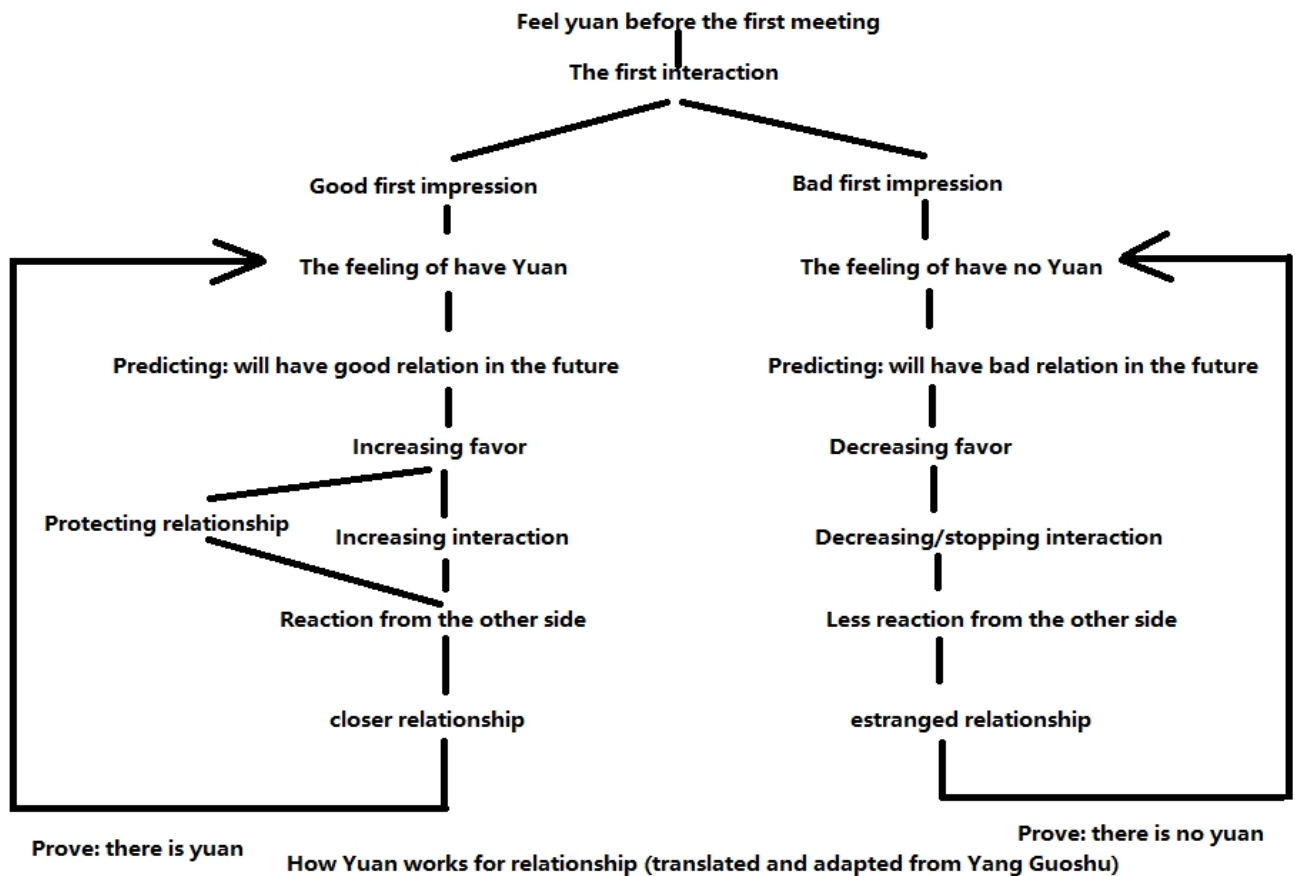 Feel yuan before the first meeting
The first interaction
Good first impression
Bad first impression
The feeling of have Yuan
The feeling of have no Yuan
Predicting: will have good relation in the future
Predicting: will have bad relation in the future
Increasing favor
Decreasing favor
Protecting relationship
Increasing interaction
Decreasing/stopping interaction
Reaction from the other side
Less reaction from the other side
closer relationship
estranged relationship
Prove: there is yuan
Prove: there is no yuan
How Yuan works for relationship (translated and adapted from Yang Guoshu)